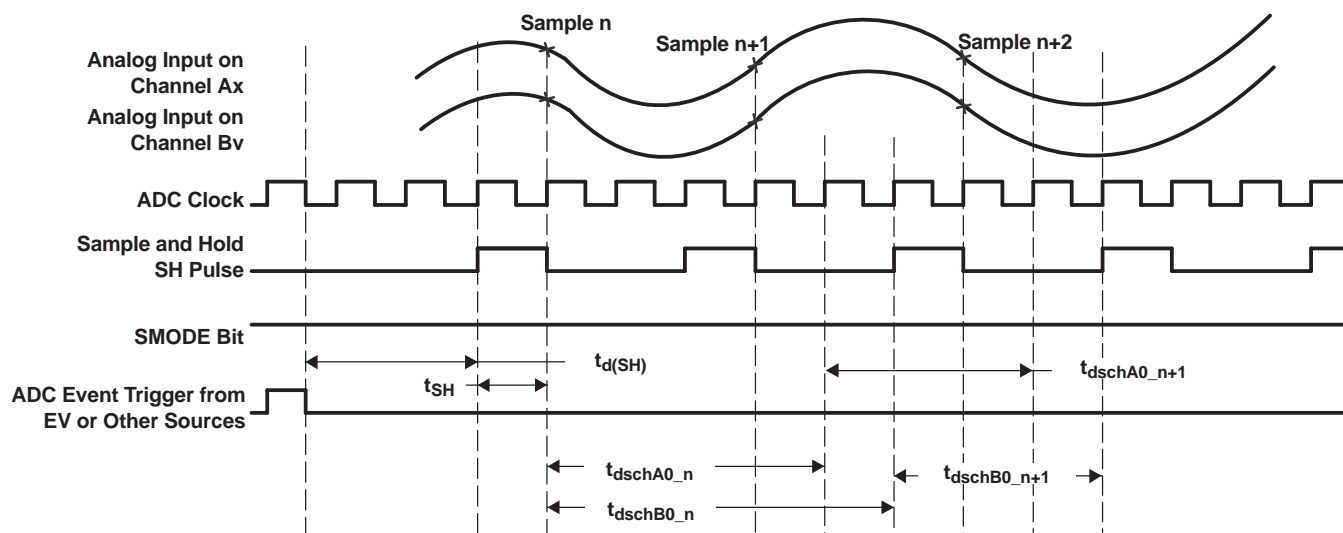 Sample n
Sample n+1
Sample n+2
Analog Input on
Channel Ax
Analog Input on
Channel Bv
ADC Clock
Sample and Hold
SH Pulse
SMODE Bit
td(SH)
tdschA0_n+1
tSH
ADC Event Trigger from
EV or Other Sources
tdschA0_n
tdschB0_n+1
tdschB0_n